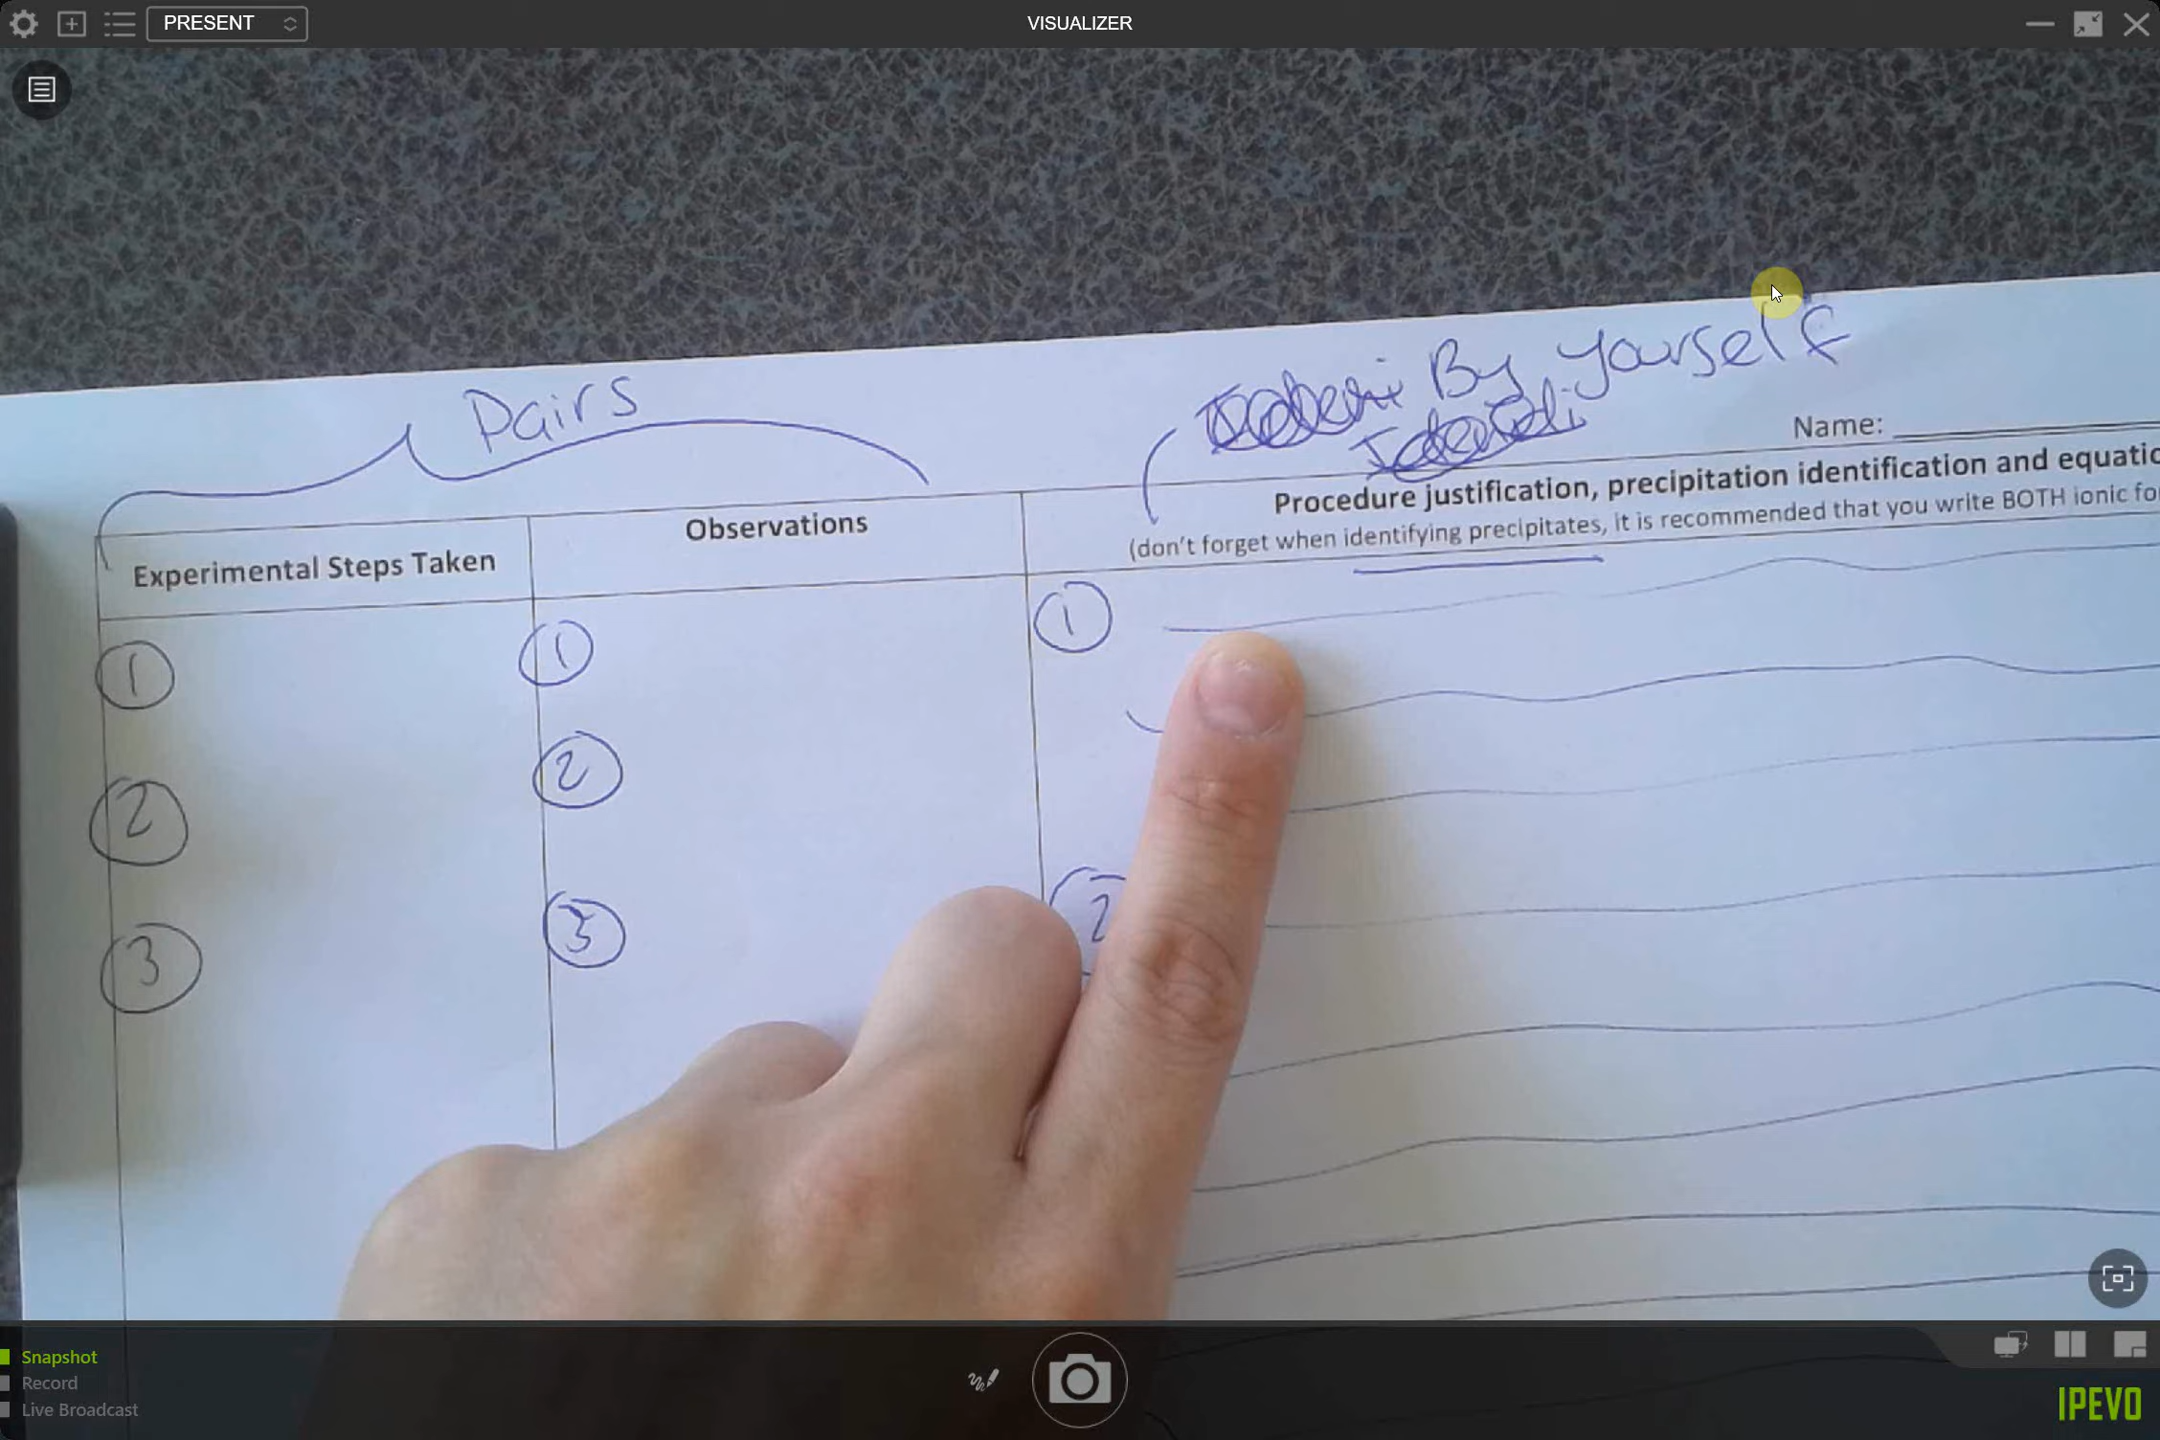 PRESENT
VISUALIZER
Pairs
By yourself
Name:
Procedure justification, precipitation identification and
(don't forget when identifying precipitates, it is recommended that you write BOTH ionic
Experimental Steps Taken
Observations
1
1
1
2
2
2
3
3
Snapshot
Record
Live Broadcast
IPEVO